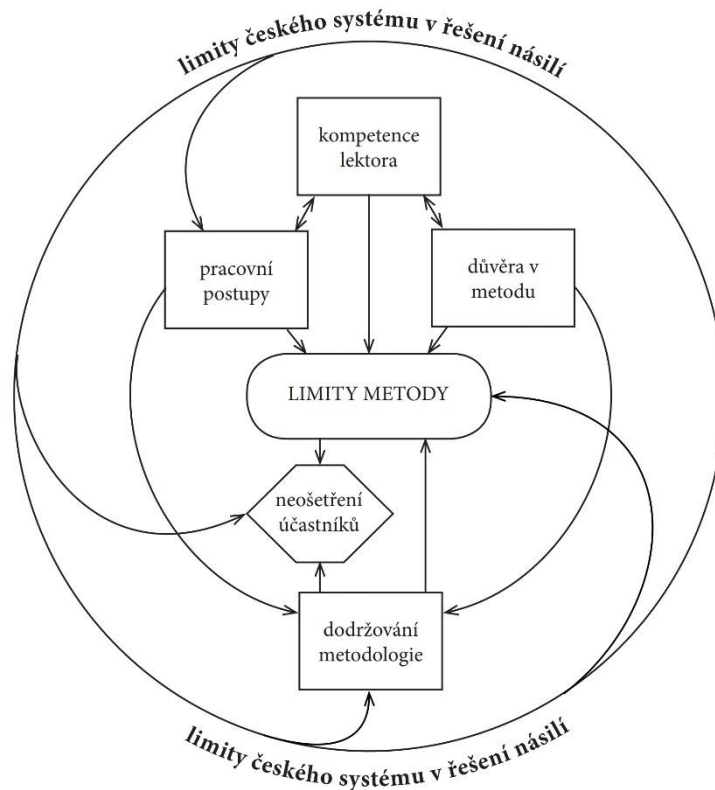 limity českého systému v řešení násilí
kompetence
lektora
pracovní
postupy
důvěra v
metodu
LIMITY METODY
neošetření
účastníků
dodržování
metodologie
limity českého systému v řešení násilí